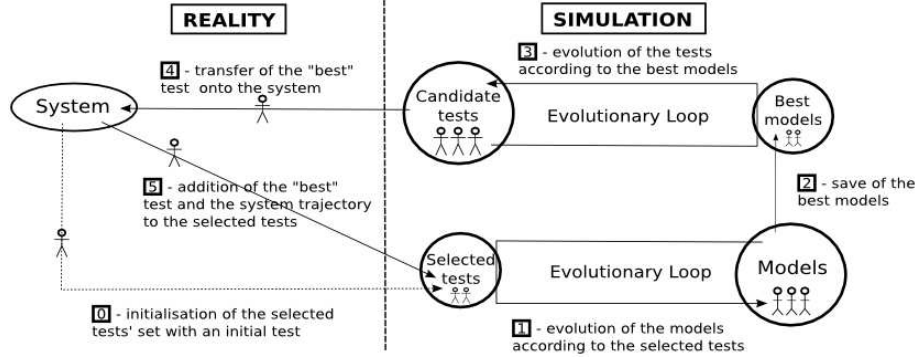 REALITY
SIMULATION
4 - transfer of the "best"
test onto the system
3 - evolution of the tests
according to the best models
System
Candidate
tests
Evolutionary Loop
Best
models
5 - addition of the "best"
test and the system trajectory
to the selected tests
2 - save of the
best models
Selected
tests
Evolutionary Loop
Models
0 - initialisation of the selected
tests' set with an initial test
1 - evolution of the models
according to the selected tests